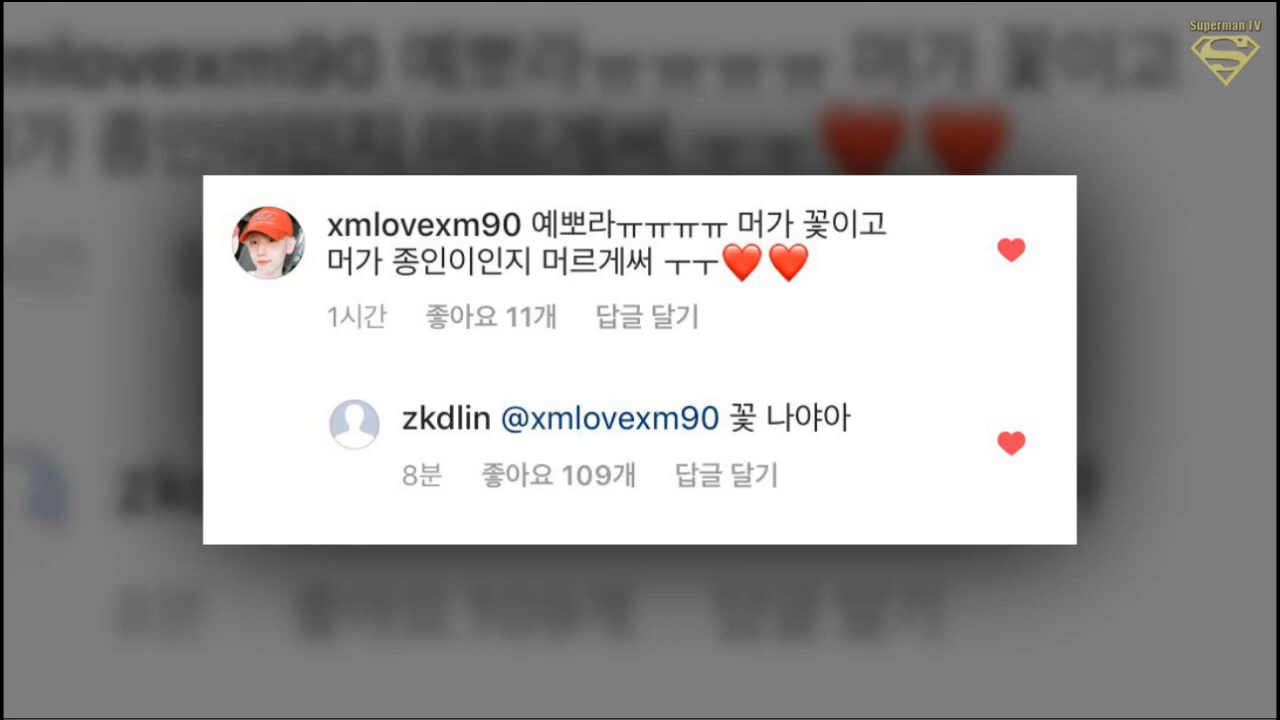 Superman TV
xmlovexm90 예뽀라ㅠㅠㅠㅠ 머가 꽃이고
머가 종인이인지 머르게써 ㅜㅜ❤️❤️
1시간 좋아요 11개 답글 달기
zkdlin @xmlovexm90 꽃 나야아
8분 좋아요 109개 답글 달기